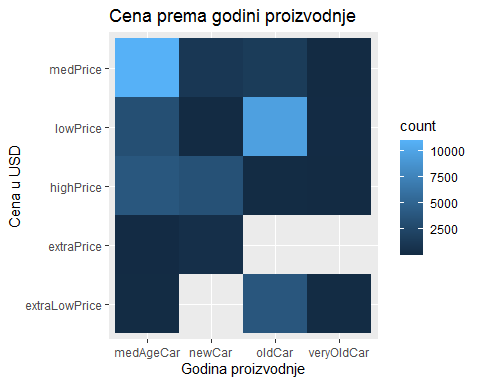 Cena prema godini proizvodnje
medPrice
lowPrice
highPrice
extraPrice
extraLowPrice
Cena u USD
medAgeCar newCar oldCar veryOldCar
Godina proizvodnje
count
10000
7500
5000
2500